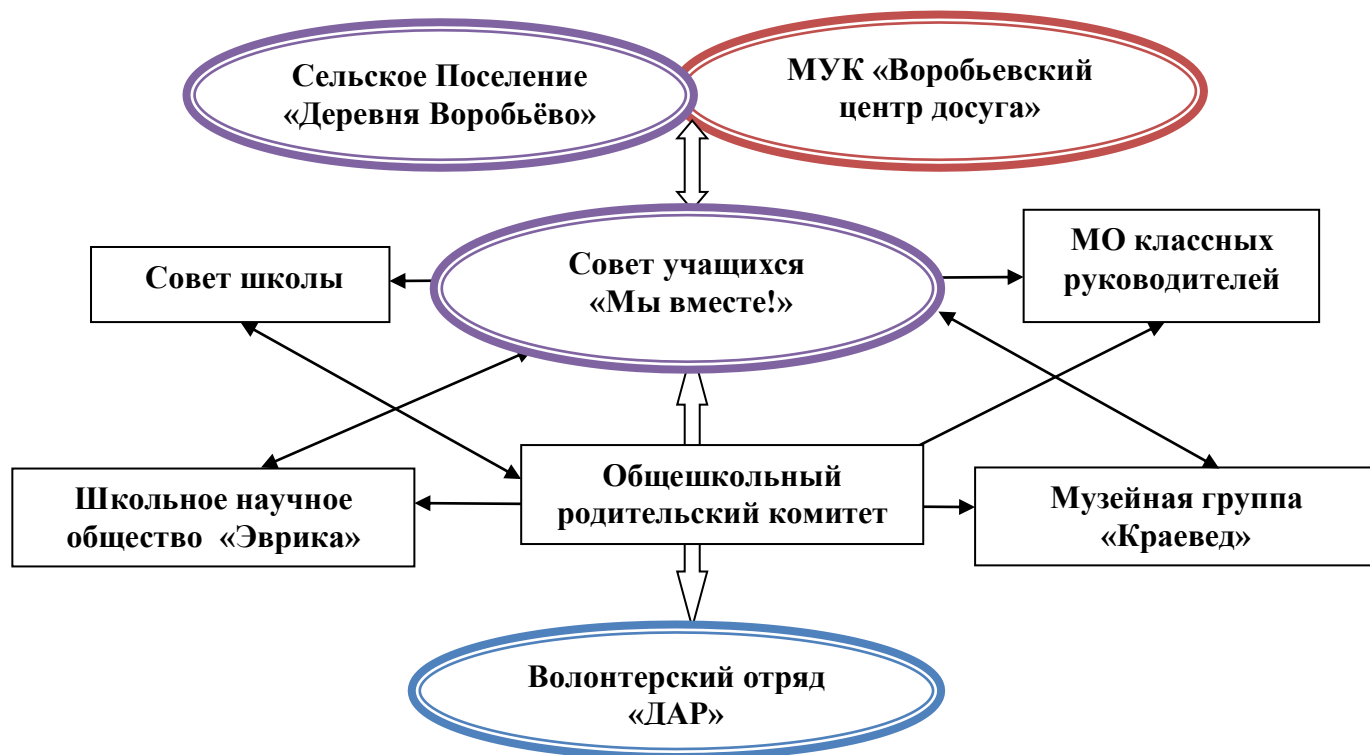 Сельское Поселение
«Деревня Воробьёво»
МУК «Воробьевский
центр досуга»
Совет школы
Совет учащихся
«Мы вместе!»
МО классных
руководителей
Школьное научное
общество «Эврика»
Общешкольный
родительский комитет
Музейная группа
«Краевед»
Волонтерский отряд
«ДАР»